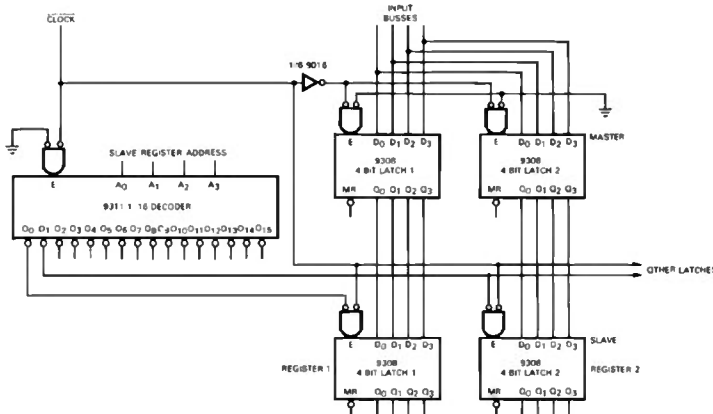 CLOCK
INPUT
BUSSES
1/6 9016
SLAVE REGISTER ADDRESS
E A0 A1 A2 A3
9311 1 16 DECODER
O0 O1 O2 O3 O4 O5 O6 O7 O8 O9 O10 O11 O12 O13 O14 O15
E D0 D1 D2 D3
9308
4 BIT LATCH 1
MR Q0 Q1 Q2 Q3
E D0 D1 D2 D3
9308
4 BIT LATCH 2
MR Q0 Q1 Q2 Q3
MASTER
OTHER LATCHES
REGISTER 1
E D0 D1 D2 D3
9308
4 BIT LATCH 1
MR Q0 Q1 Q2 Q3
E D0 D1 D2 D3
9308
4 BIT LATCH 2
MR Q0 Q1 Q2 Q3
SLAVE
REGISTER 2